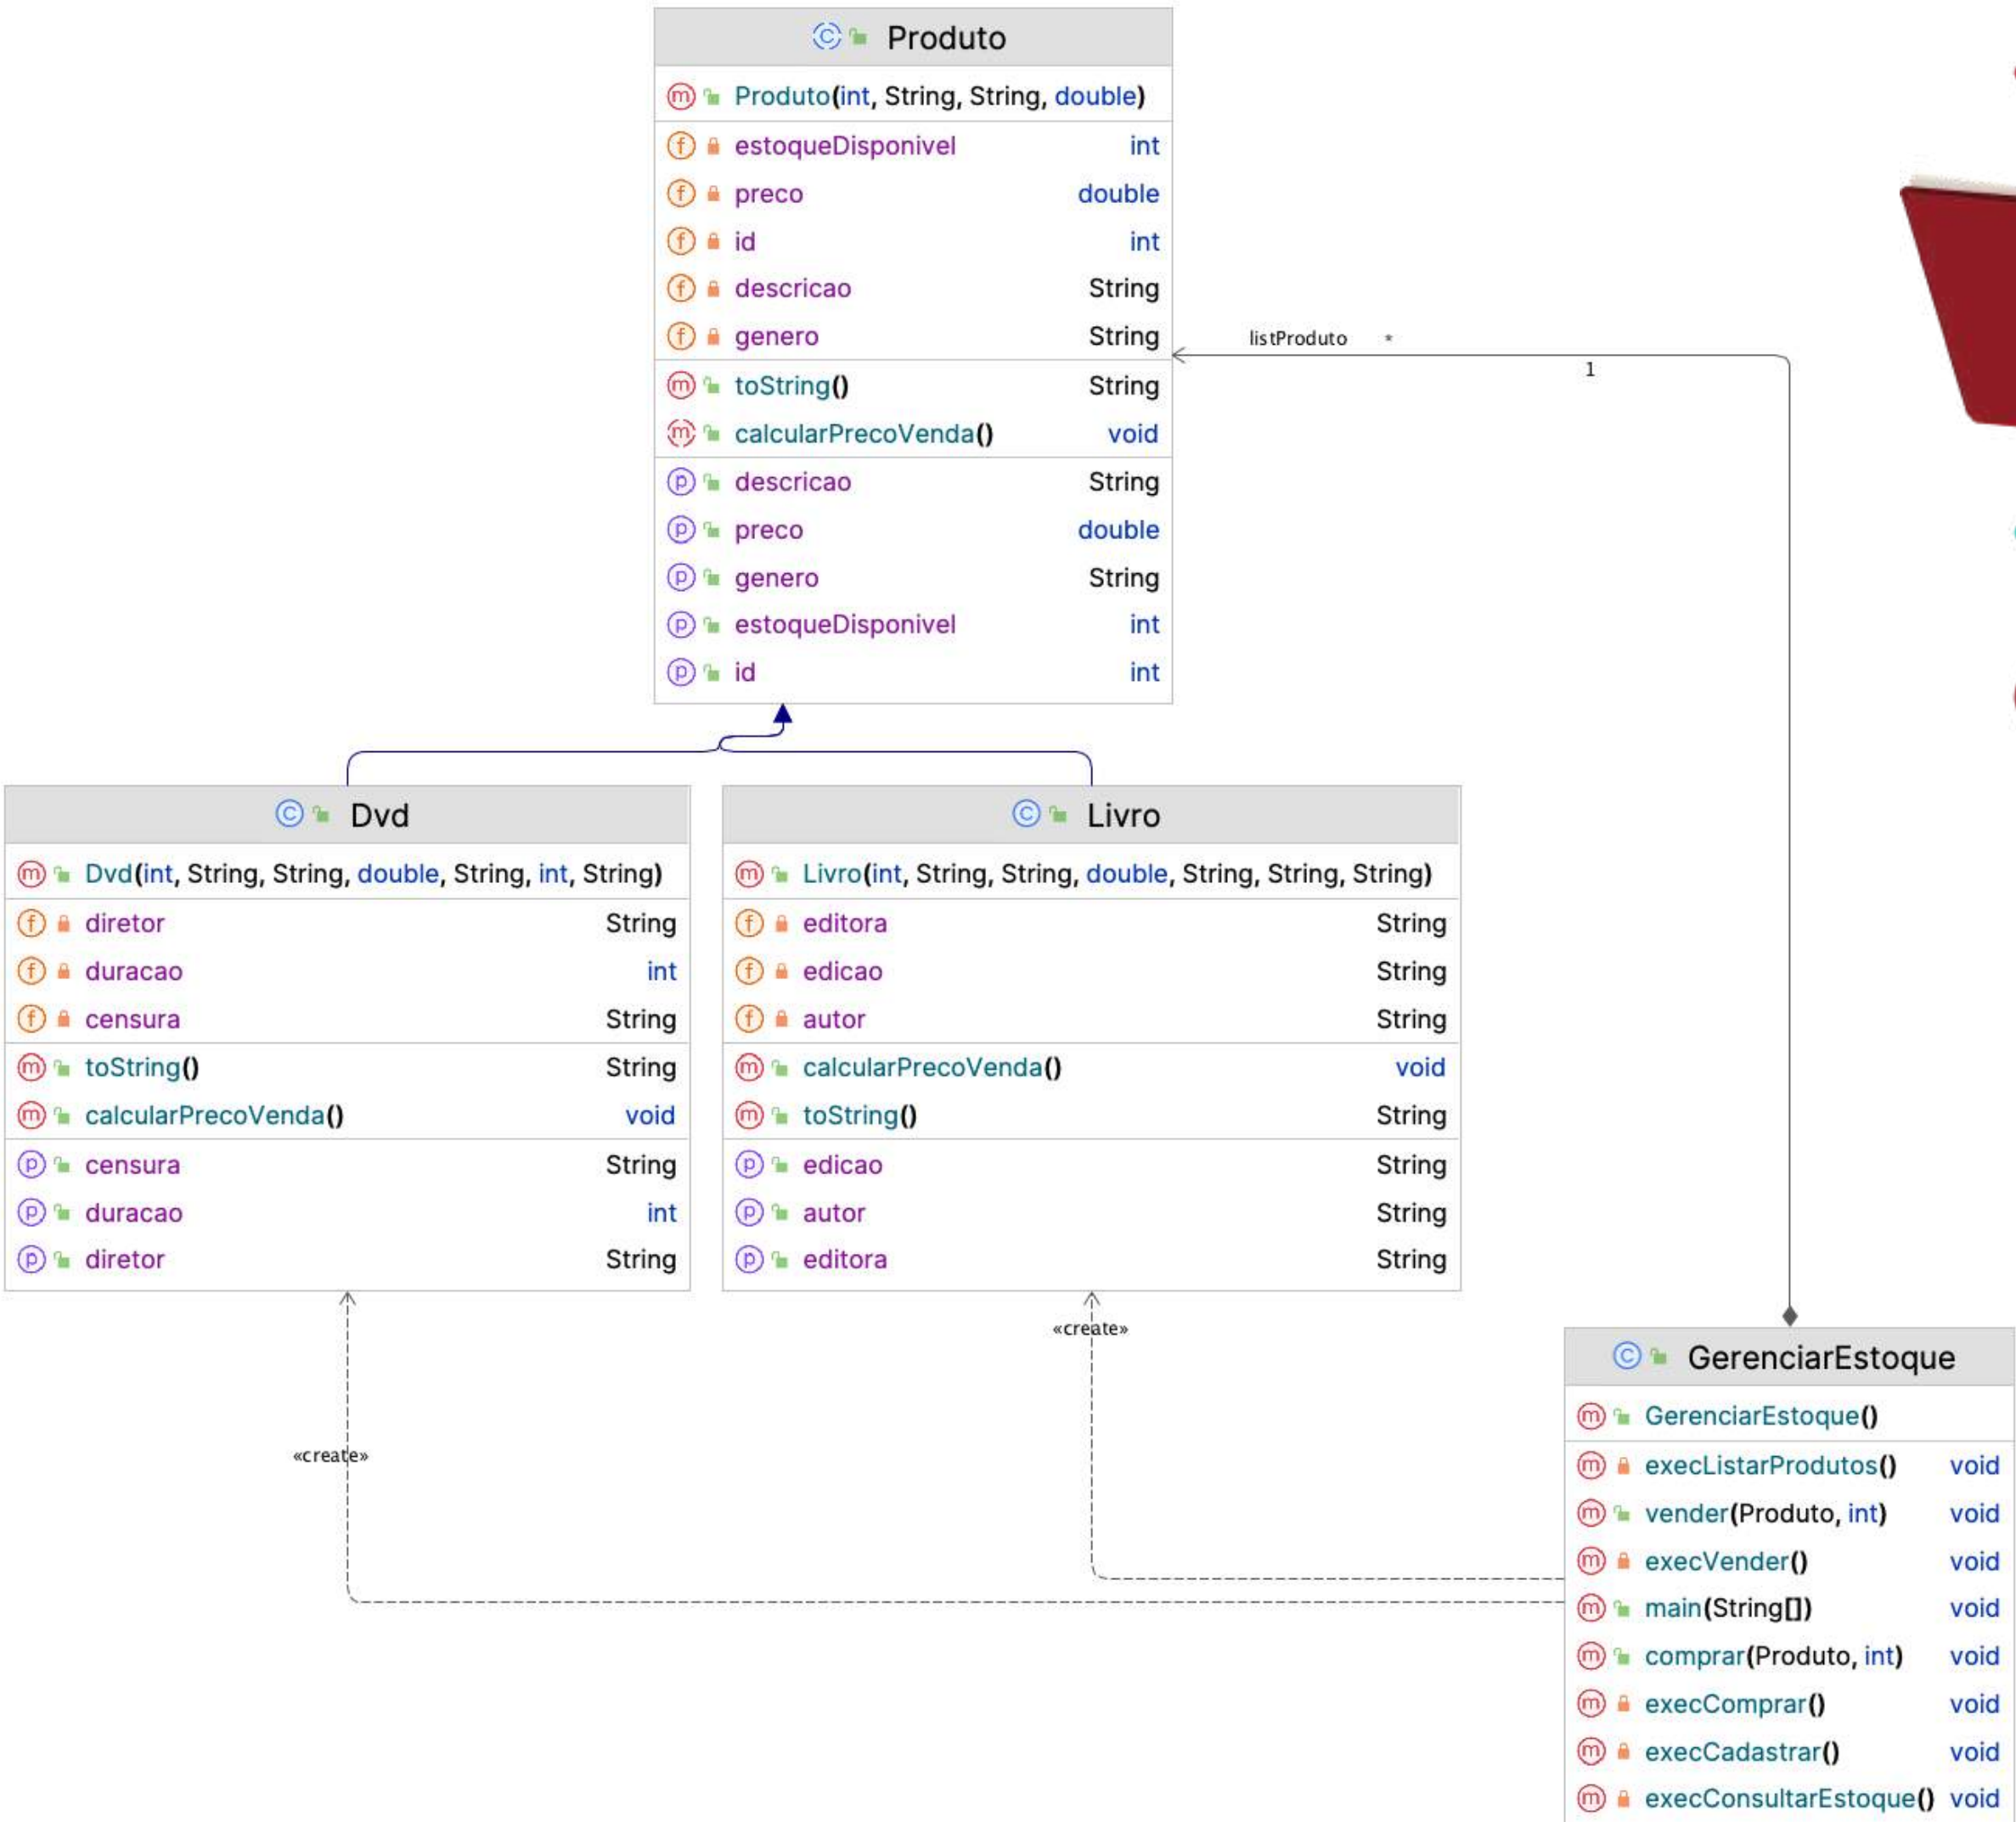 Produto
Produto(int, String, String, double)
estoqueDisponivel int
preco double
id int
descricao String
genero String
toString() String
calcularPrecoVenda() void
descricao String
preco double
genero String
estoqueDisponivel int
id int
listProduto *
1
Dvd
Dvd(int, String, String, double, String, int, String)
diretor String
duracao int
censura String
toString() String
calcularPrecoVenda() void
censura String
duracao int
diretor String
Livro
Livro(int, String, String, double, String, String, String)
editora String
edicao String
autor String
calcularPrecoVenda() void
toString() String
edicao String
autor String
editora String
«create»
«create»
GerenciarEstoque
GerenciarEstoque()
execListarProdutos() void
vender(Produto, int) void
execVender() void
main(String[]) void
comprar(Produto, int) void
execComprar() void
execCadastrar() void
execConsultarEstoque() void